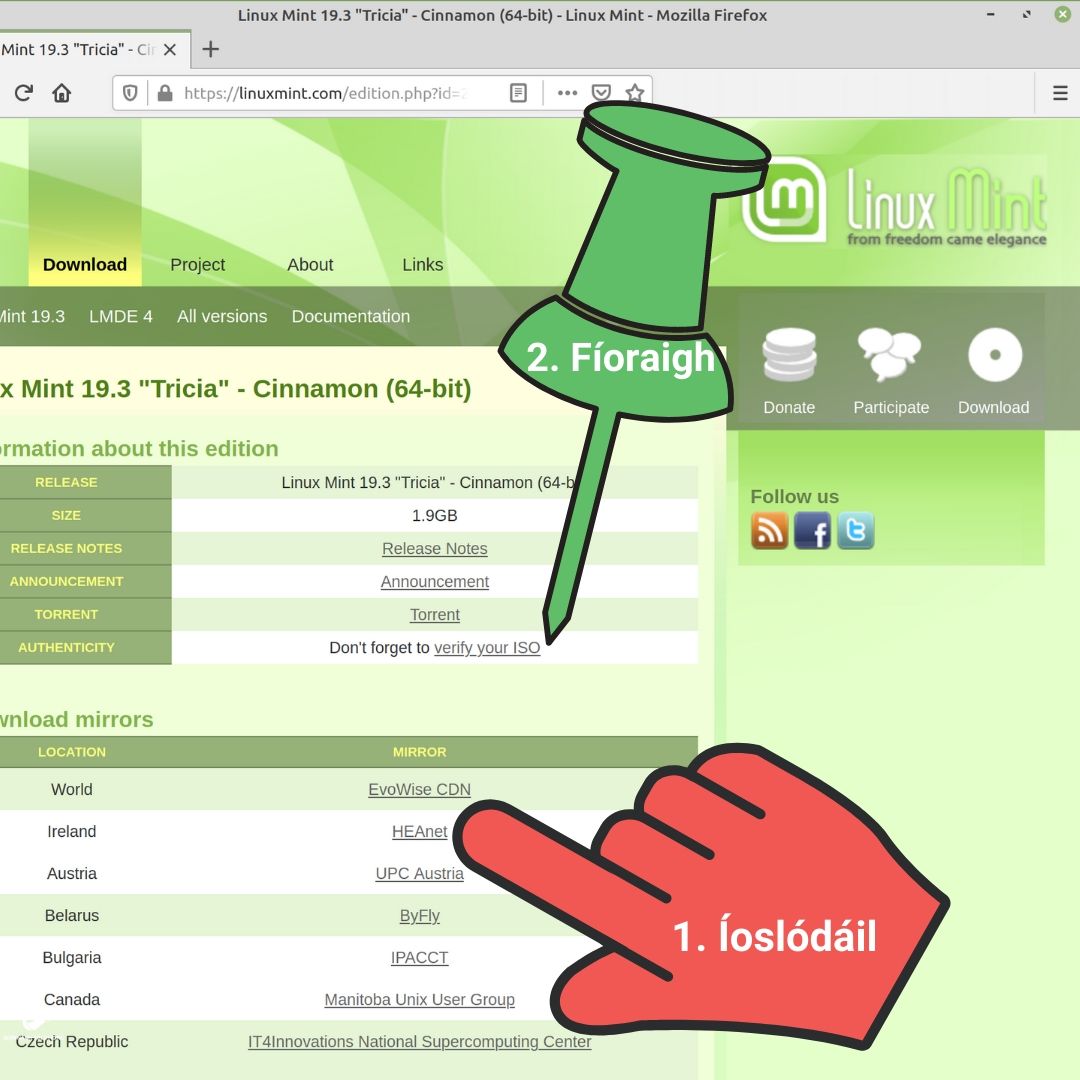 Linux Mint 19.3 "Tricia" - Cinnamon (64-bit) - Linux Mint - Mozilla Firefox
Mint 19.3 "Tricia" - Cin
https://linuxmint.com/edition.php?id=2
Linux Mint
from freedom came elegance
Download Project About Links
Mint 19.3 LMDE 4 All versions Documentation
2. Fíoraigh
Donate Participate Download
x Mint 19.3 "Tricia" - Cinnamon (64-bit)
ormation about this edition
RELEASE Linux Mint 19.3 "Tricia" - Cinnamon (64-b
SIZE 1.9GB
RELEASE NOTES Release Notes
ANNOUNCEMENT Announcement
TORRENT Torrent
AUTHENTICITY Don't forget to verify your ISO
Follow us
wnload mirrors
LOCATION MIRROR
World EvoWise CDN
Ireland HEAnet
Austria UPC Austria
Belarus ByFly
Bulgaria IPACCT
Canada Manitoba Unix User Group
Czech Republic IT4Innovations National Supercomputing Center
1. Íoslódáil